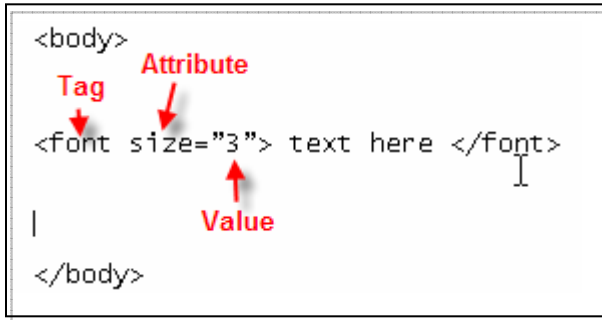 <body>
Attribute
Tag
<font size=”3”> text here </font>
Value
</body>